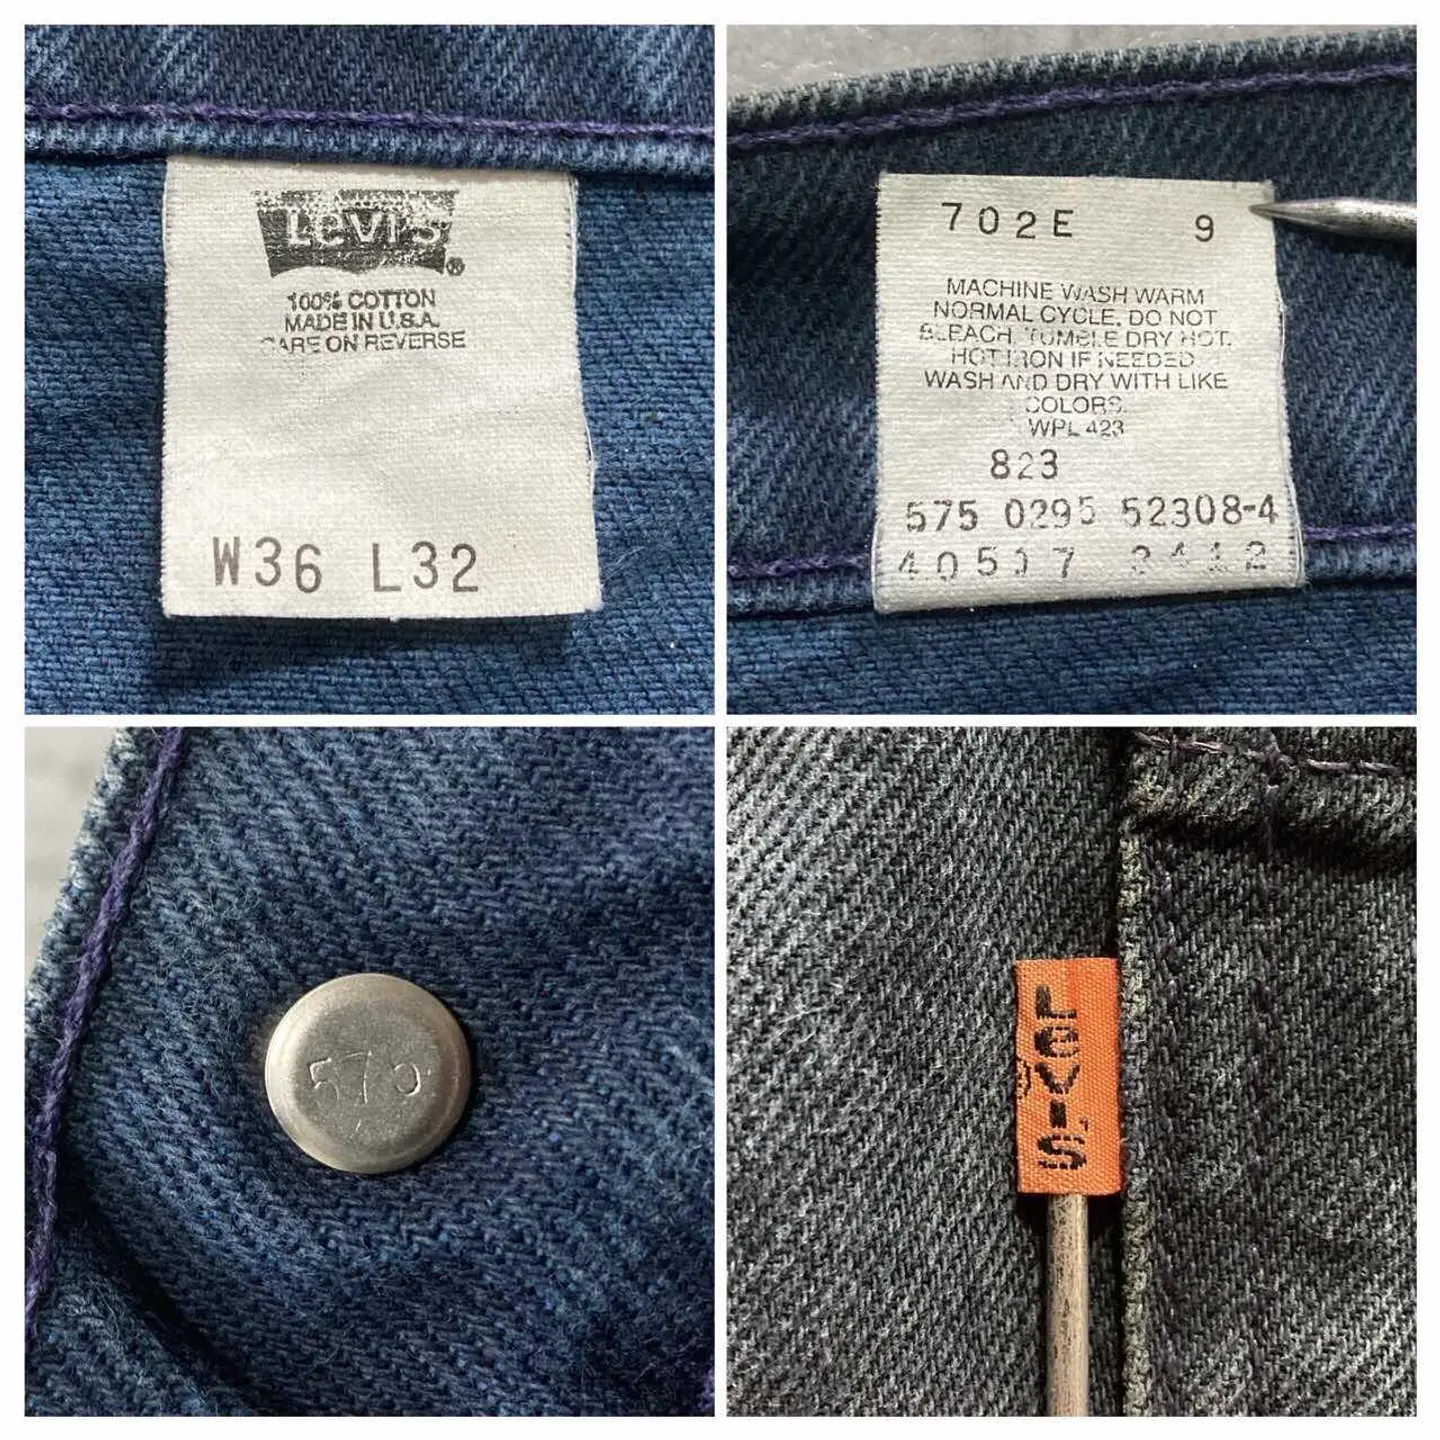 Levi's®
100% COTTON
MADE IN U.S.A.
CARE ON REVERSE
W36 L32
702E 9
MACHINE WASH WARM
NORMAL CYCLE. DO NOT
BLEACH. TUMBLE DRY HOT.
HOT IRON IF NEEDED
WASH AND DRY WITH LIKE
COLORS.
WPL 423
823
575 0295 52308-4
40507 3412
575
Levi's®